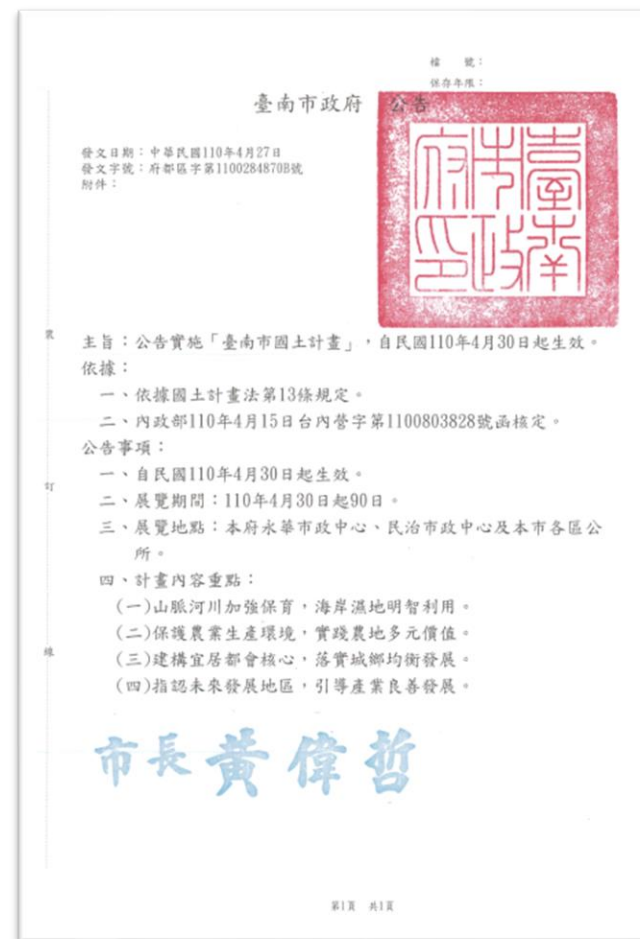 檔　　號：
保存年限：
臺南市政府　公告
發文日期：中華民國110年4月27日
發文字號：府都區字第1100284870B號
附件：
臺南市政府印
主旨：公告實施「臺南市國土計畫」，自民國110年4月30日起生效。
依據：
一、依據國土計畫法第13條規定。
二、內政部110年4月15日台內營字第1100803828號函核定。
公告事項：
一、自民國110年4月30日起生效。
二、展覽期間：110年4月30日起90日。
三、展覽地點：本府永華市政中心、民治市政中心及本市各區公
所。
四、計畫內容重點：
(一)山脈河川加強保育，海岸濕地明智利用。
(二)保護農業生產環境，實踐農地多元價值。
(三)建構宜居都會核心，落實城鄉均衡發展。
(四)指認未來發展地區，引導產業良善發展。
裝
訂
線
市長 黃偉哲
第1頁　共1頁